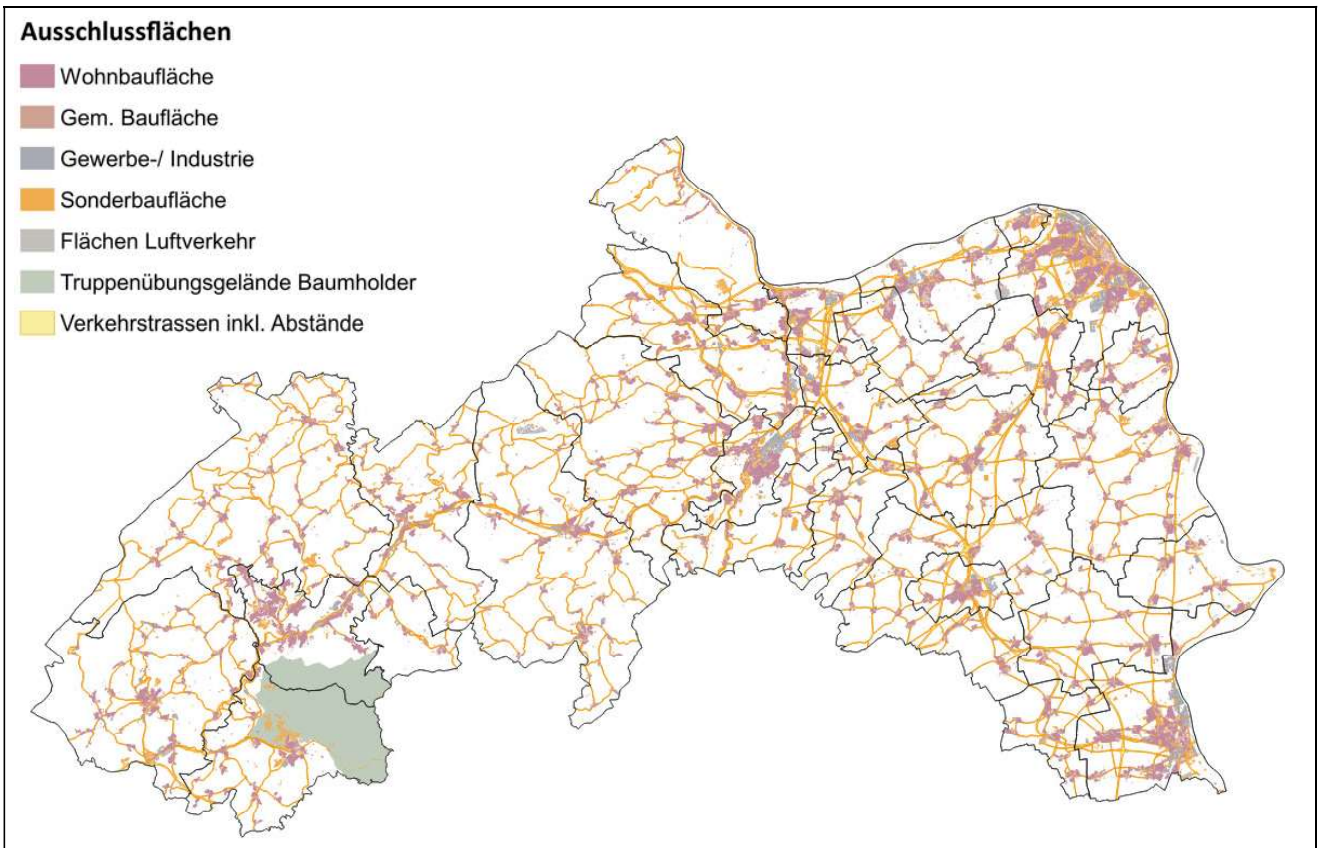 Ausschlussflächen
Wohnbaufläche
Gem. Baufläche
Gewerbe-/ Industrie
Sonderbaufläche
Flächen Luftverkehr
Truppenübungsgelände Baumholder
Verkehrstrassen inkl. Abstände